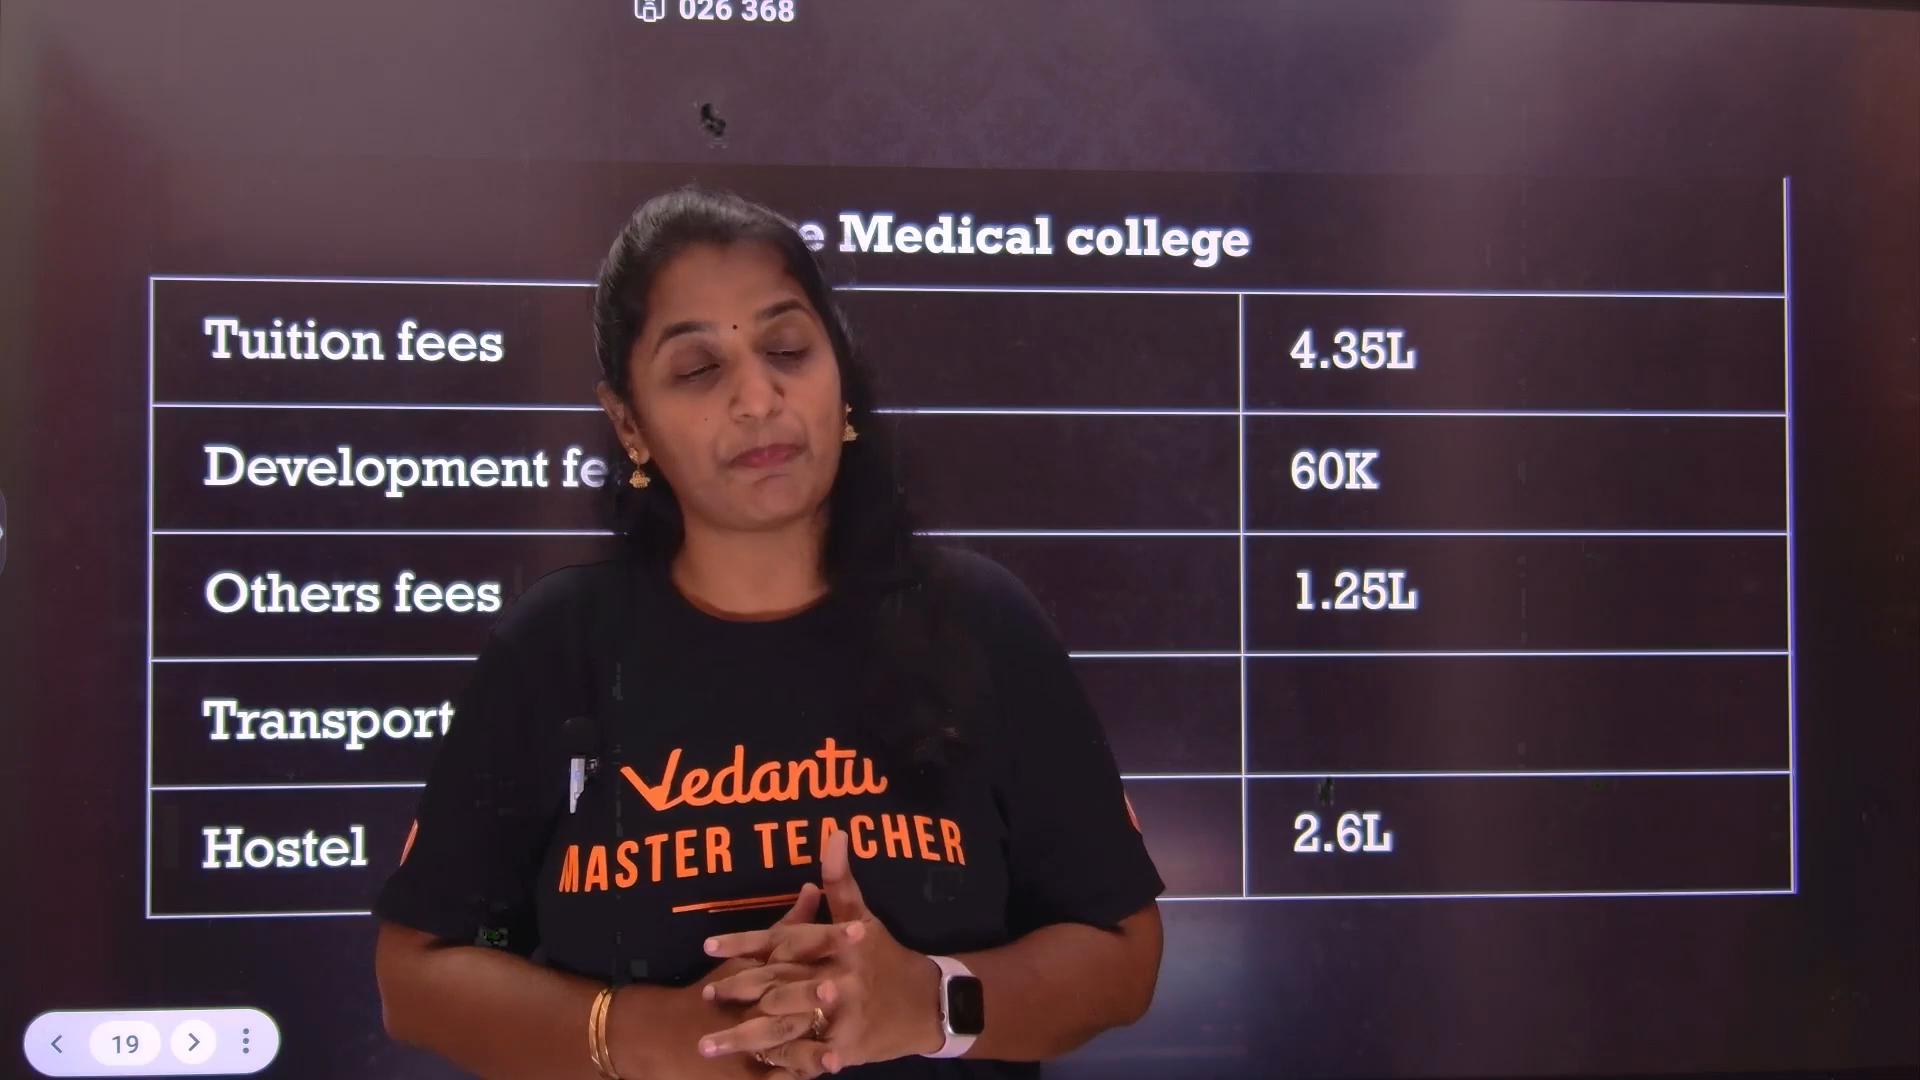 026 368
Medical college
Tuition fees
4.35L
Development
60K
Others fees
1.25L
Transport
Hostel
2.6L
Vedantu
MASTER TEACHER
19